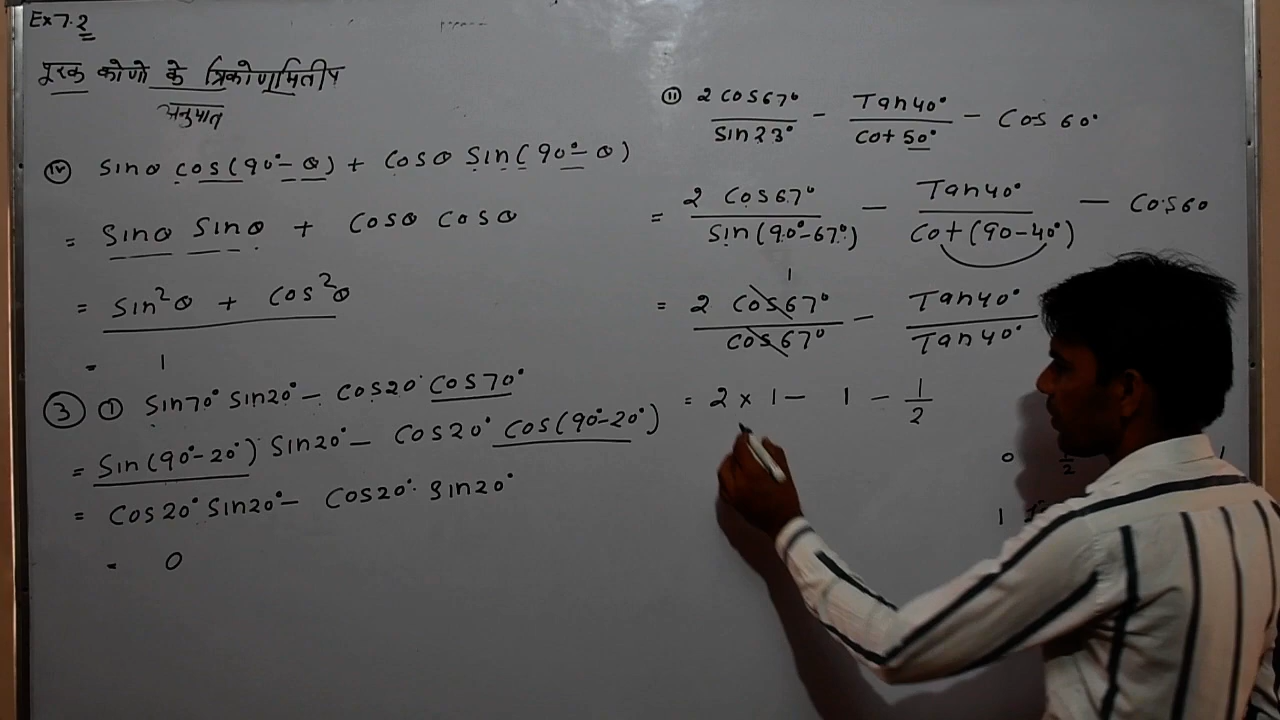 Ex 7.2
पूरक कोणो के त्रिकोणमितीय
अनुपात
(iv) sinθ cos(90°-θ) + cosθ sin(90°-θ)
= sinθ sinθ + cosθ cosθ
= sin²θ + cos²θ
= 1
(3) (i) sin70° sin20° - cos20° cos70°
= sin(90°-20°) sin20° - cos20° cos(90°-20°)
= cos20° sin20° - cos20° sin20°
= 0
(ii) 2cos67°/sin23° - Tan40°/cot50° - cos60°
= 2 cos67°/sin(90°-67°) - Tan40°/cot(90-40°) - cos60
= 2 cos67°/cos67° - Tan40°/Tan40°
1
= 2 × 1 - 1 - 1/2
0 1/2 1
1